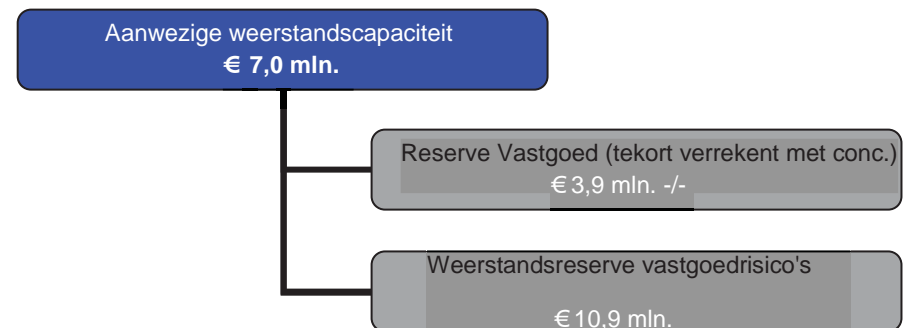 Aanwezige weerstandscapaciteit
€ 7,0 mln.
Reserve Vastgoed (tekort verrekent met conc.)
€ 3,9 mln. -/-
Weerstandsreserve vastgoedrisico's
€ 10,9 mln.